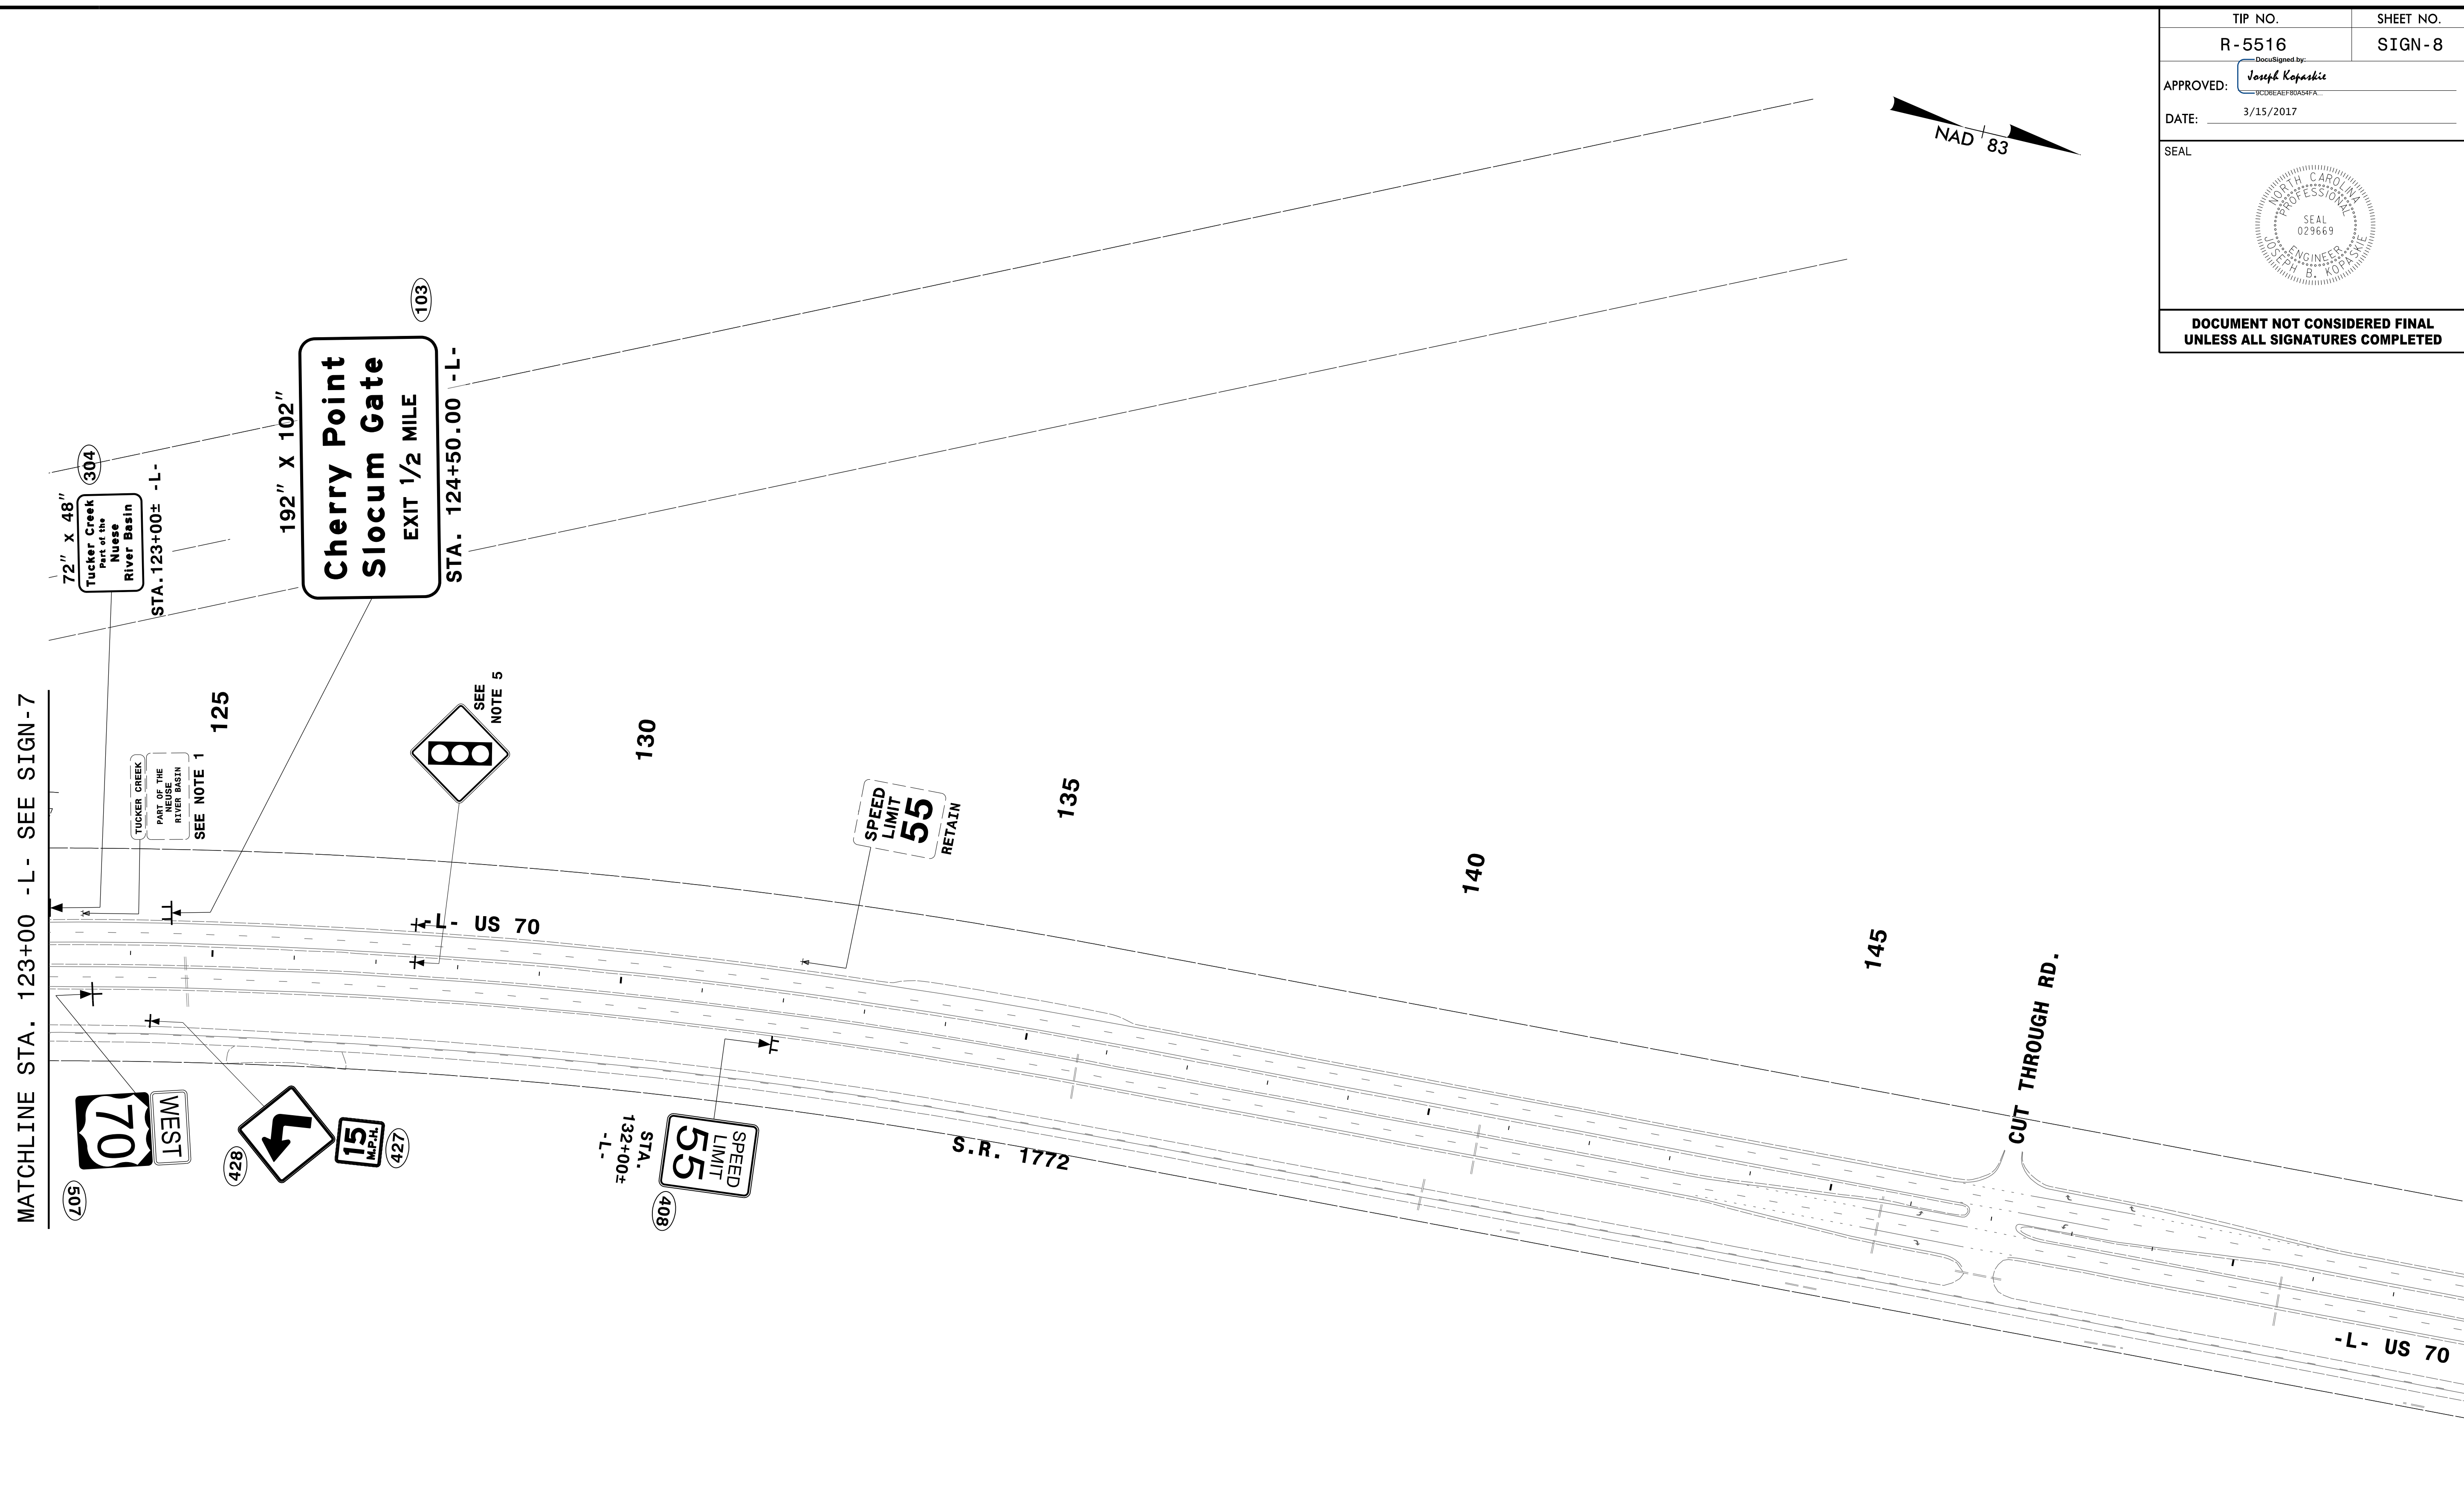 TIP NO.
SHEET NO.
R-5516
SIGN-8
DocuSigned by:
Joseph Kopaskie
APPROVED:
9CD8EAEF80A54FA...
DATE:
3/15/2017
SEAL
NORTH CAROLINA
PROFESSIONAL
SEAL
029669
ENGINEER
JOSEPH B. KOPASKIE
DOCUMENT NOT CONSIDERED FINAL
UNLESS ALL SIGNATURES COMPLETED
NAD 83
MATCHLINE STA. 123+00 -L- SEE SIGN-7
304
72" x 48"
Tucker Creek
Part of the
Nuese
River Basin
STA.123+00± -L-
103
192" X 102"
Cherry Point
Slocum Gate
EXIT 1/2 MILE
STA. 124+50.00 -L-
TUCKER CREEK
PART OF THE
NEUSE
RIVER BASIN
SEE NOTE 1
125
SEE
NOTE 5
130
SPEED
LIMIT
55
RETAIN
135
140
145
CUT THROUGH RD.
-L- US 70
WEST
70
507
428
15
M.P.H.
427
STA.
132+00±
-L-
SPEED
LIMIT
55
408
S.R. 1772
-L- US 70